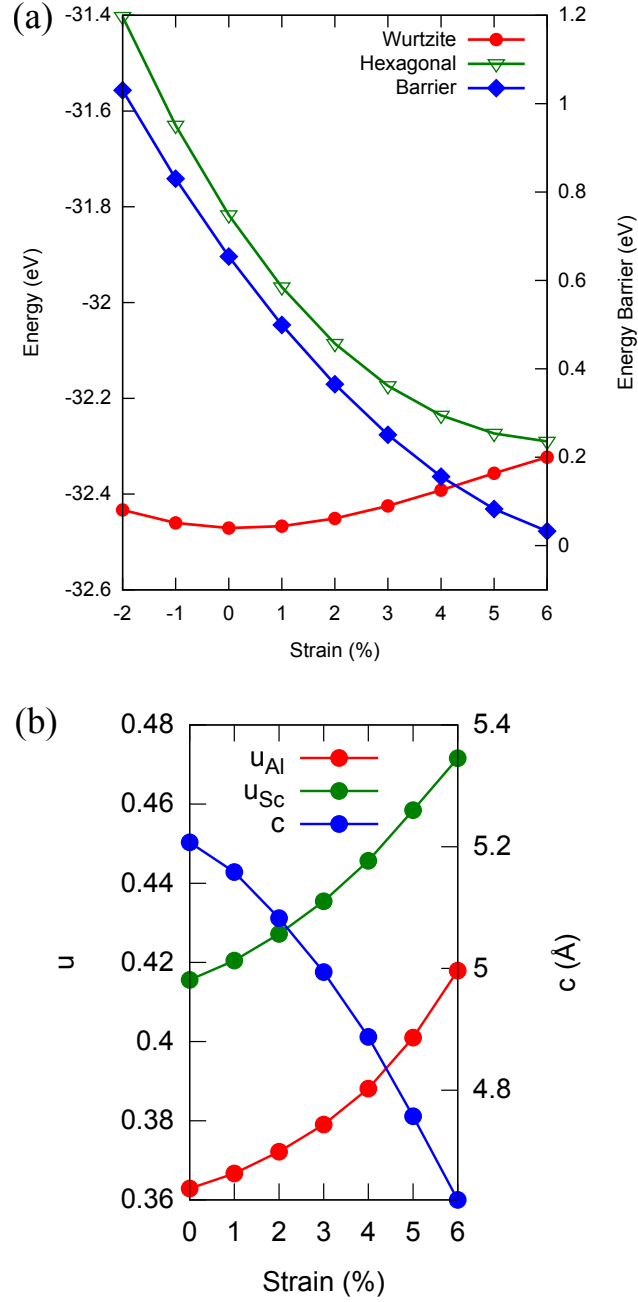 (a)
Wurtzite
Hexagonal
Barrier
Energy (eV)
-31.4
-31.6
-31.8
-32
-32.2
-32.4
-32.6
Energy Barrier (eV)
1.2
1
0.8
0.6
0.4
0.2
0
-2 -1 0 1 2 3 4 5 6
Strain (%)
(b)
u_Al
u_Sc
c
u
0.48
0.46
0.44
0.42
0.4
0.38
0.36
c (Å)
5.4
5.2
5
4.8
0 1 2 3 4 5 6
Strain (%)